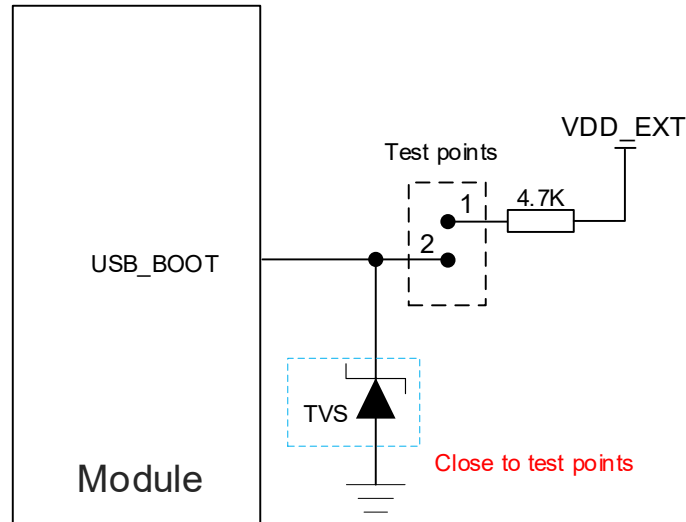 VDD_EXT
Test points
4.7K
1
2
USB_BOOT
TVS
Close to test points
Module